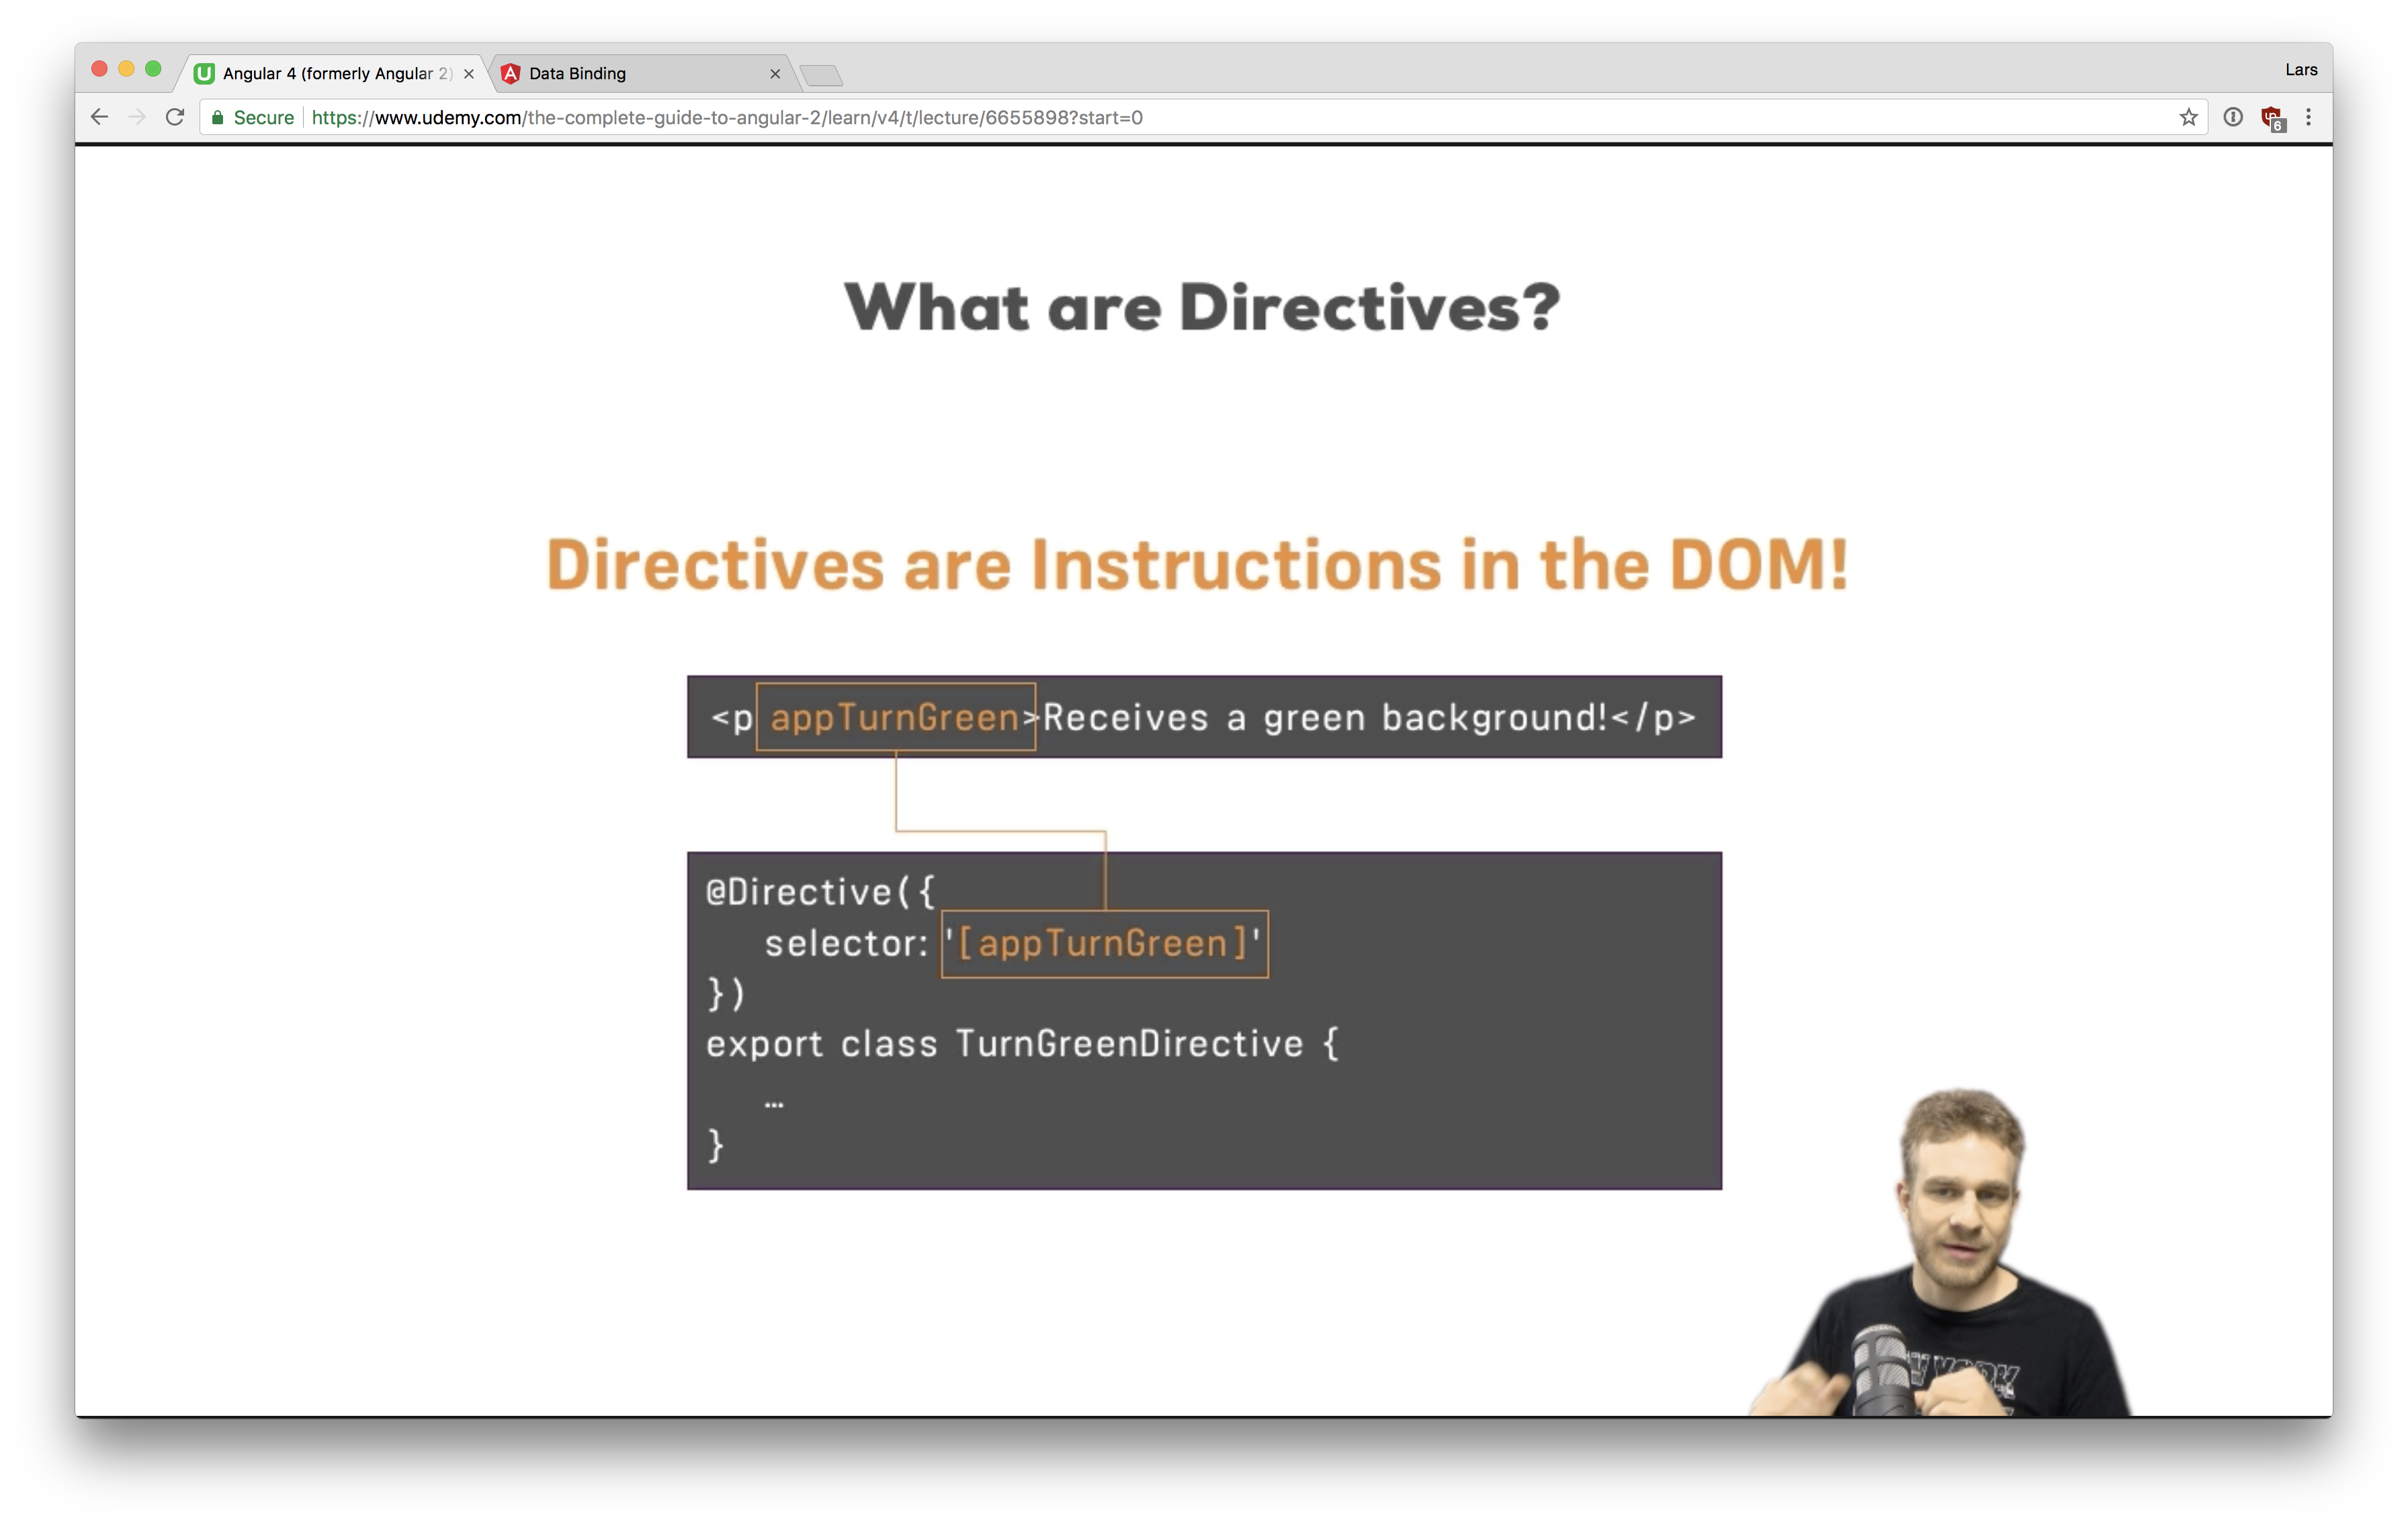 Angular 4 (formerly Angular 2)
Data Binding
Lars
Secure
https://www.udemy.com/the-complete-guide-to-angular-2/learn/v4/t/lecture/6655898?start=0
6
What are Directives?
Directives are Instructions in the DOM!
<p appTurnGreen>Receives a green background!</p>
@Directive({
selector: '[appTurnGreen]'
})
export class TurnGreenDirective {
…
}
YORK